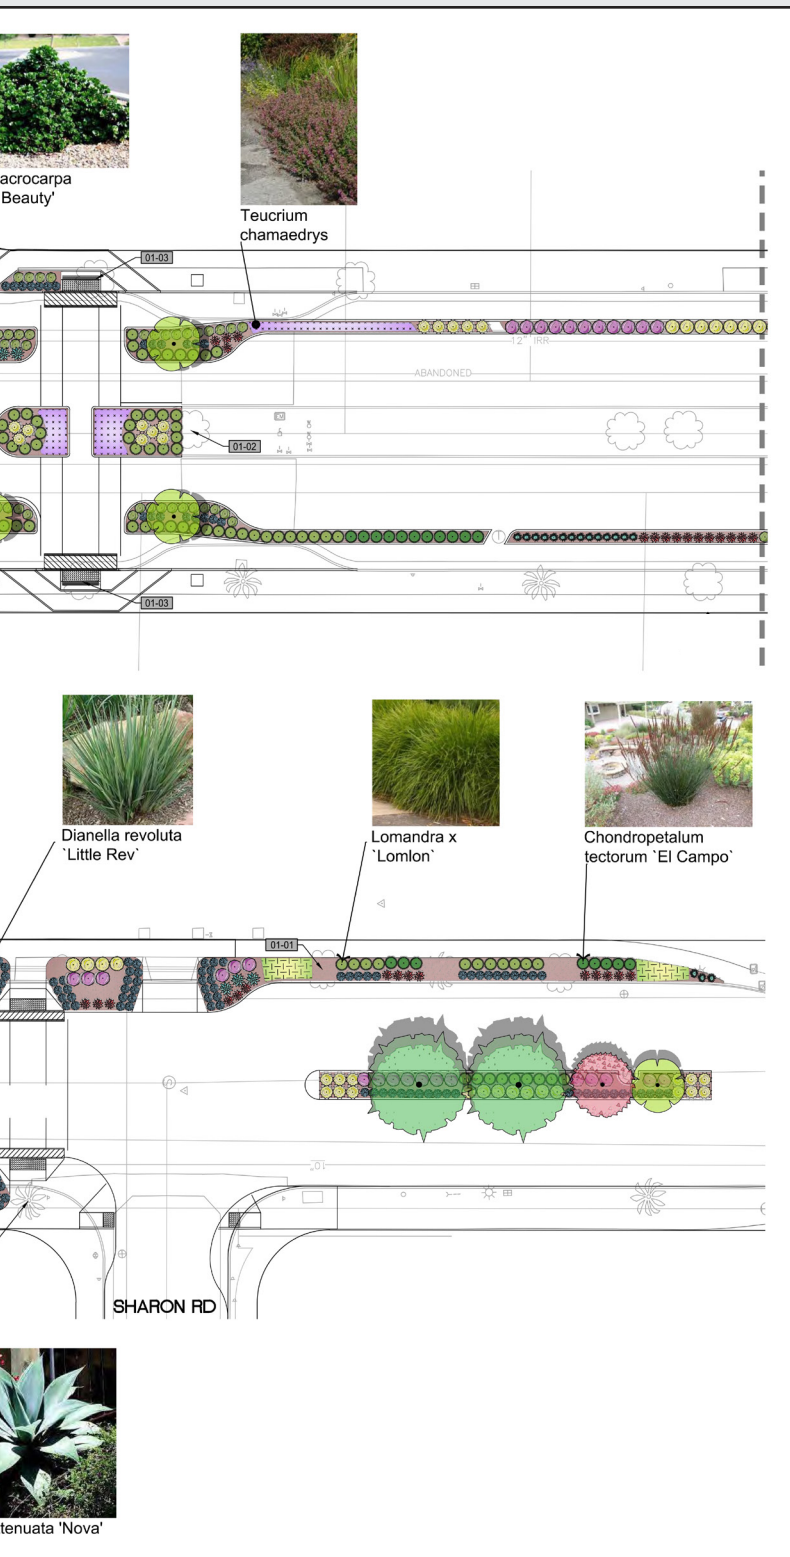 acrocarpa
Beauty'
Teucrium
chamaedrys
01-03
12" IRR
ABANDONED
01-02
01-03
Dianella revoluta
`Little Rev`
Lomandra x
`Lomlon`
Chondropetalum
tectorum `El Campo`
01-01
SHARON RD
tenuata 'Nova'